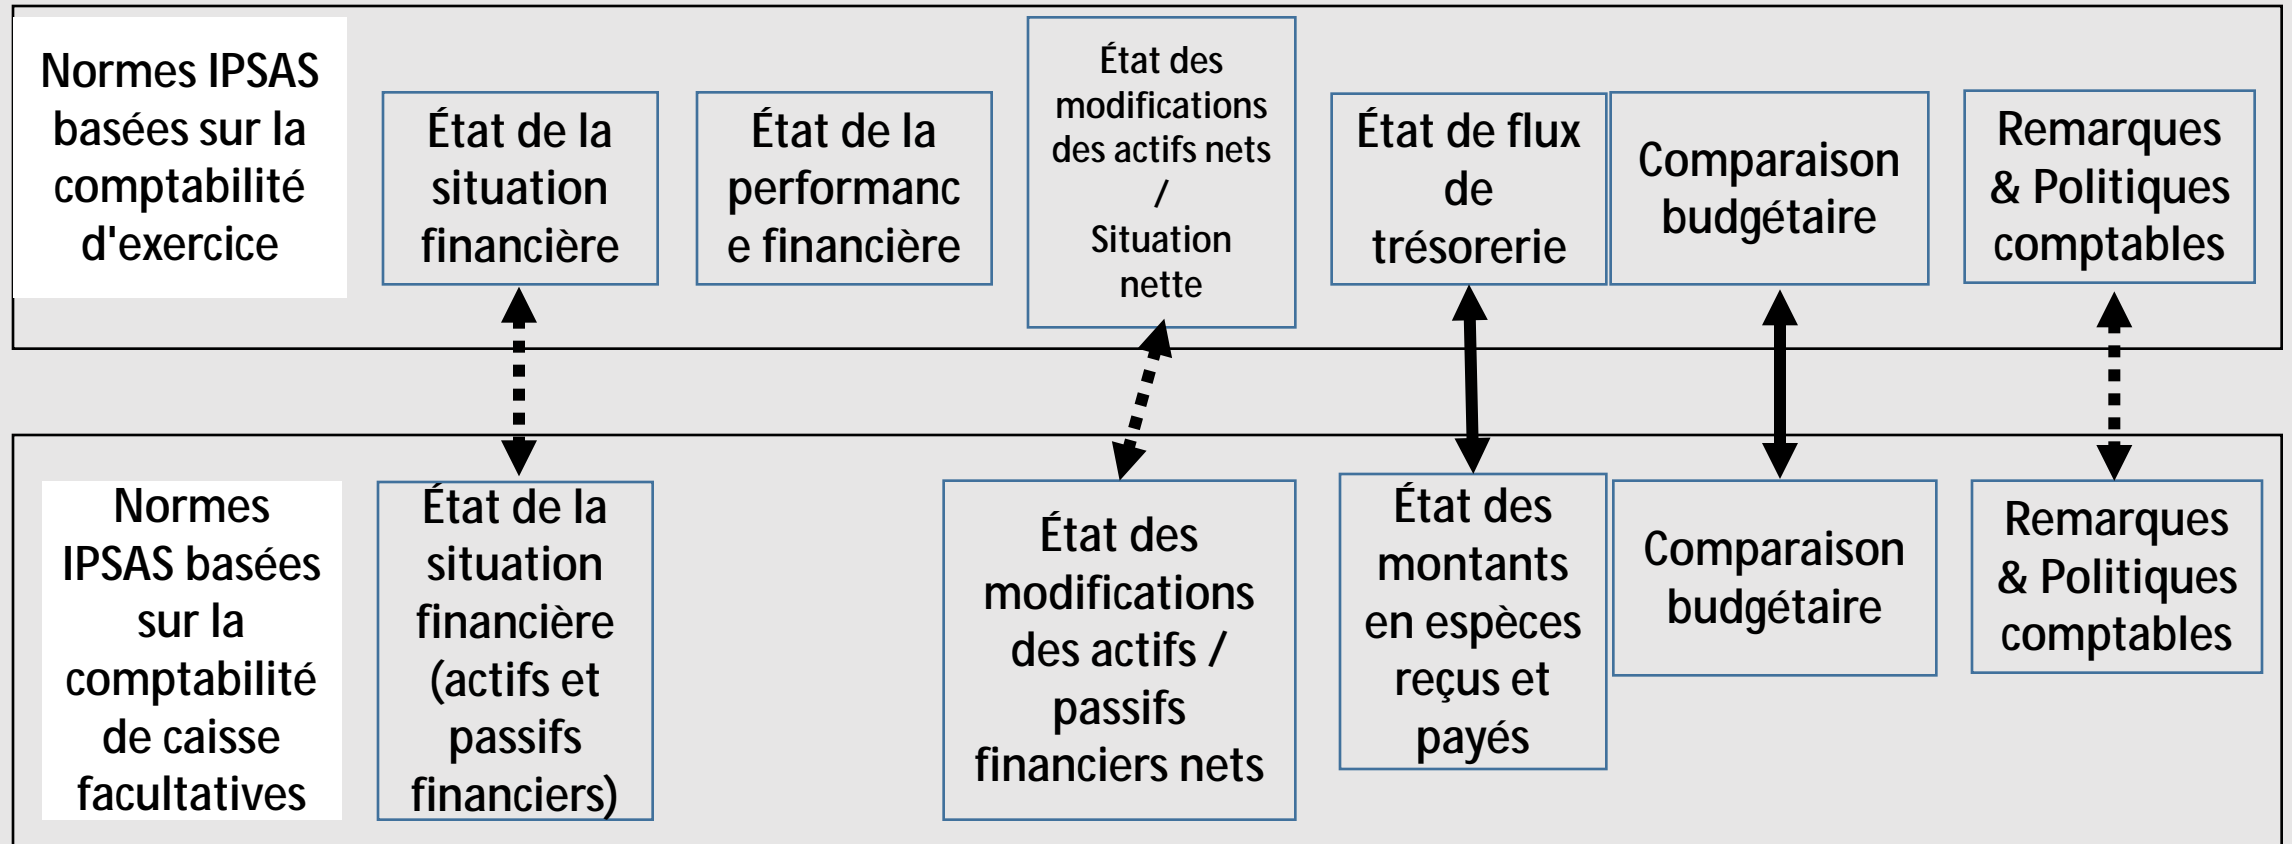 Normes IPSAS
basées sur la
comptabilité
d'exercice
État de la
situation
financière
État de la
performanc
e financière
État des
modifications
des actifs nets
/
Situation
nette
État de flux
de
trésorerie
Comparaison
budgétaire
Remarques
& Politiques
comptables
Normes
IPSAS basées
sur la
comptabilité
de caisse
facultatives
État de la
situation
financière
(actifs et
passifs
financiers)
État des
modifications
des actifs /
passifs
financiers nets
État des
montants
en espèces
reçus et
payés
Comparaison
budgétaire
Remarques
& Politiques
comptables